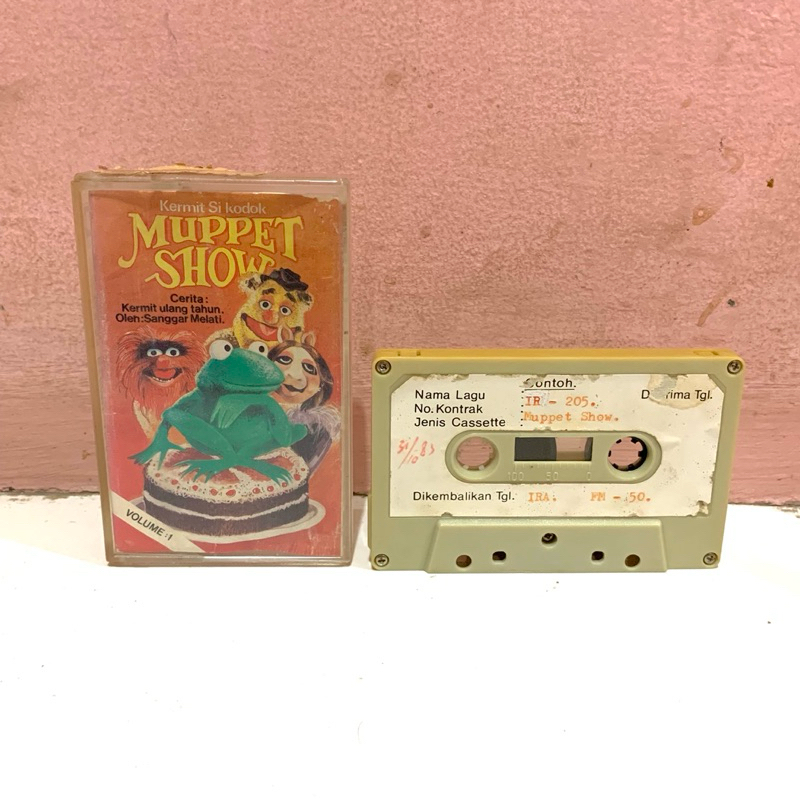 Kermit Si kodok
MUPPET
SHOW
Cerita:
Kermit ulang tahun.
Oleh:Sanggar Melati.
VOLUME:1
Contoh.
Nama Lagu IR - 205.
No. Kontrak Muppet Show.
Jenis Cassette
Tgl.
100 50 0
Dikembalikan Tgl. IRA. FM - 50.